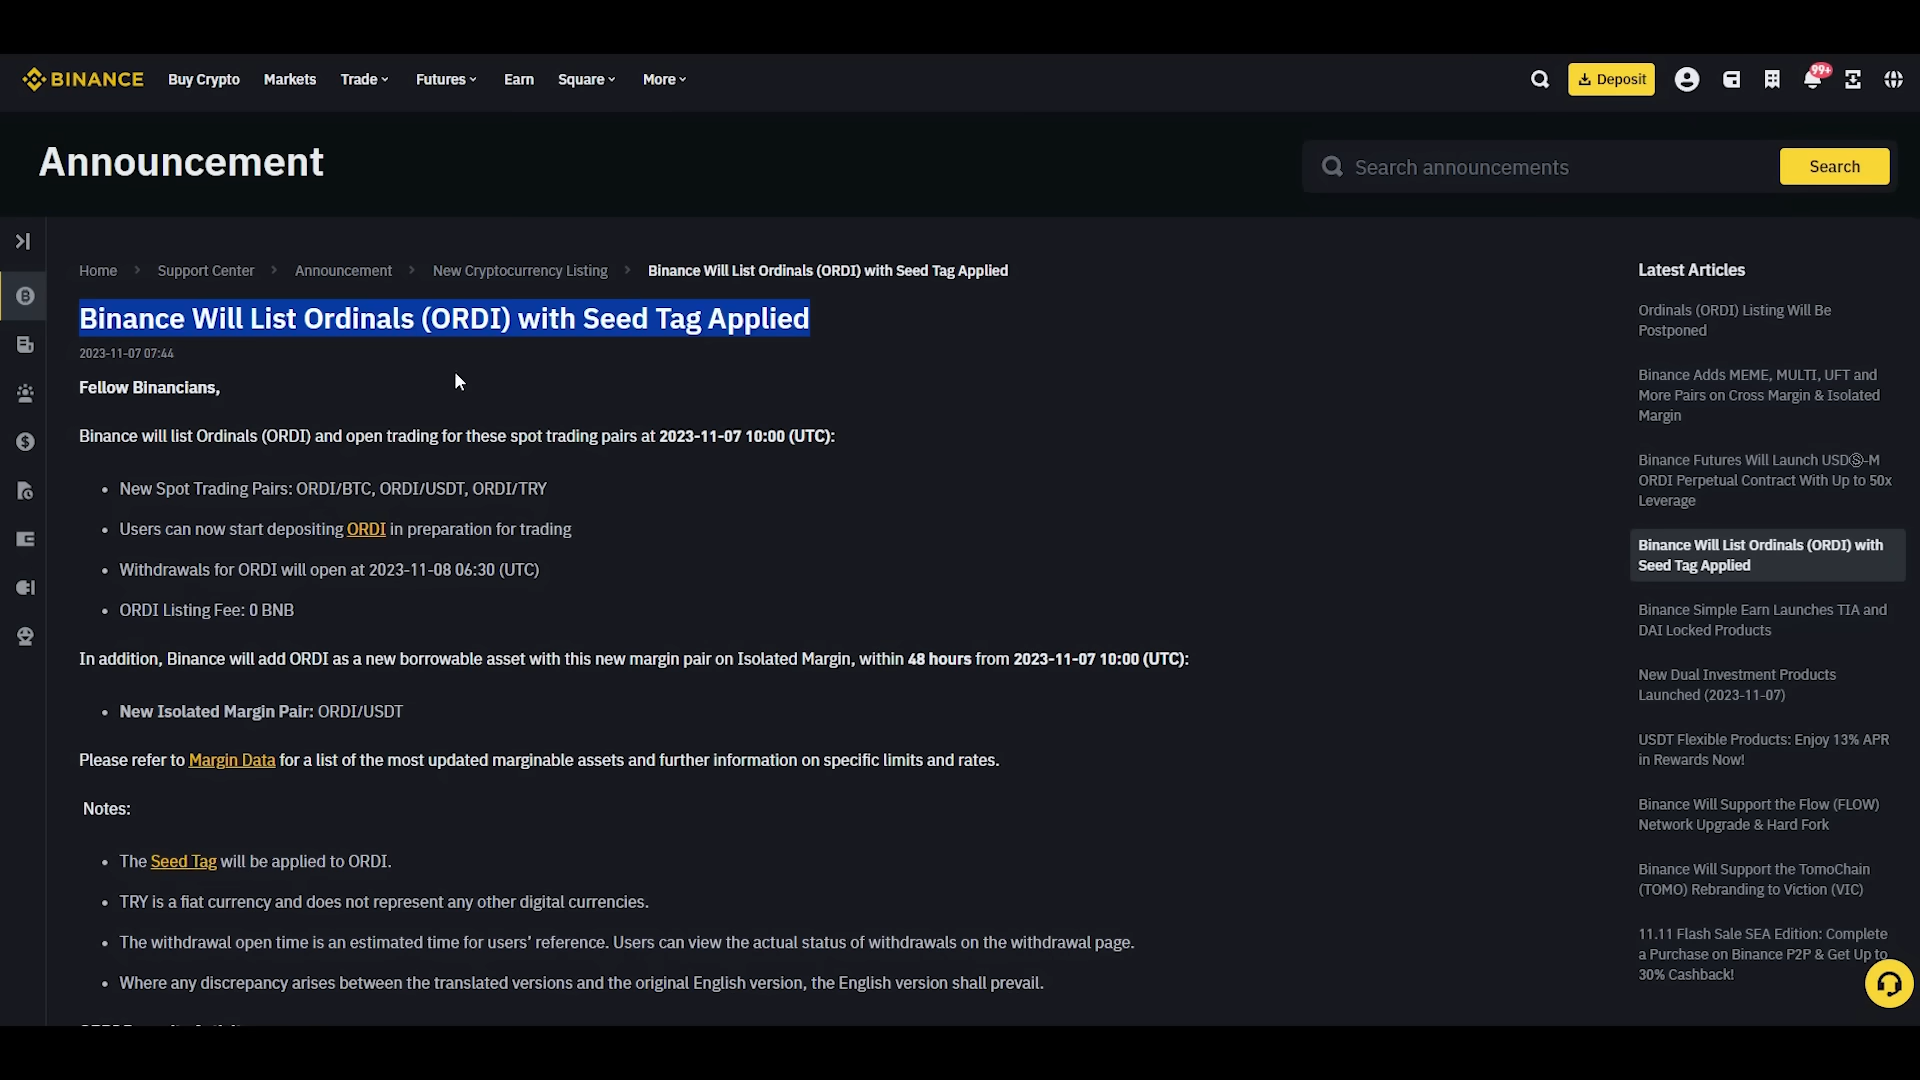 BINANCE Buy Crypto Markets Trade Futures Earn Square More Deposit 99+
Announcement
Search announcements Search
Home > Support Center > Announcement > New Cryptocurrency Listing > Binance Will List Ordinals (ORDI) with Seed Tag Applied
Binance Will List Ordinals (ORDI) with Seed Tag Applied
2023-11-07 07:44
Fellow Binancians,
Binance will list Ordinals (ORDI) and open trading for these spot trading pairs at 2023-11-07 10:00 (UTC):
• New Spot Trading Pairs: ORDI/BTC, ORDI/USDT, ORDI/TRY
• Users can now start depositing ORDI in preparation for trading
• Withdrawals for ORDI will open at 2023-11-08 06:30 (UTC)
• ORDI Listing Fee: 0 BNB
In addition, Binance will add ORDI as a new borrowable asset with this new margin pair on Isolated Margin, within 48 hours from 2023-11-07 10:00 (UTC):
• New Isolated Margin Pair: ORDI/USDT
Please refer to Margin Data for a list of the most updated marginable assets and further information on specific limits and rates.
Notes:
• The Seed Tag will be applied to ORDI.
• TRY is a fiat currency and does not represent any other digital currencies.
• The withdrawal open time is an estimated time for users’ reference. Users can view the actual status of withdrawals on the withdrawal page.
• Where any discrepancy arises between the translated versions and the original English version, the English version shall prevail.
Latest Articles
Ordinals (ORDI) Listing Will Be
Postponed
Binance Adds MEME, MULTI, UFT and
More Pairs on Cross Margin & Isolated
Margin
Binance Futures Will Launch USDⓈ-M
ORDI Perpetual Contract With Up to 50x
Leverage
Binance Will List Ordinals (ORDI) with
Seed Tag Applied
Binance Simple Earn Launches TIA and
DAI Locked Products
New Dual Investment Products
Launched (2023-11-07)
USDT Flexible Products: Enjoy 13% APR
in Rewards Now!
Binance Will Support the Flow (FLOW)
Network Upgrade & Hard Fork
Binance Will Support the TomoChain
(TOMO) Rebranding to Viction (VIC)
11.11 Flash Sale SEA Edition: Complete
a Purchase on Binance P2P & Get Up to
30% Cashback!